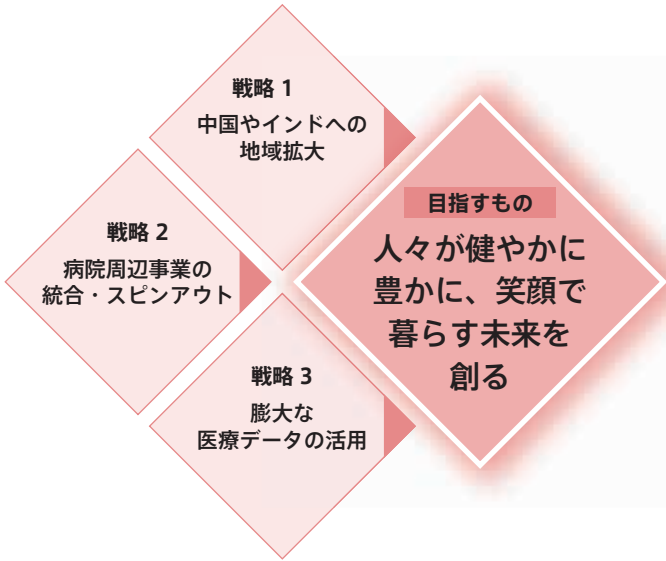 戦略 1
中国やインドへの
地域拡大
戦略 2
病院周辺事業の
統合・スピンアウト
戦略 3
膨大な
医療データの活用
目指すもの
人々が健やかに
豊かに、笑顔で
暮らす未来を
創る